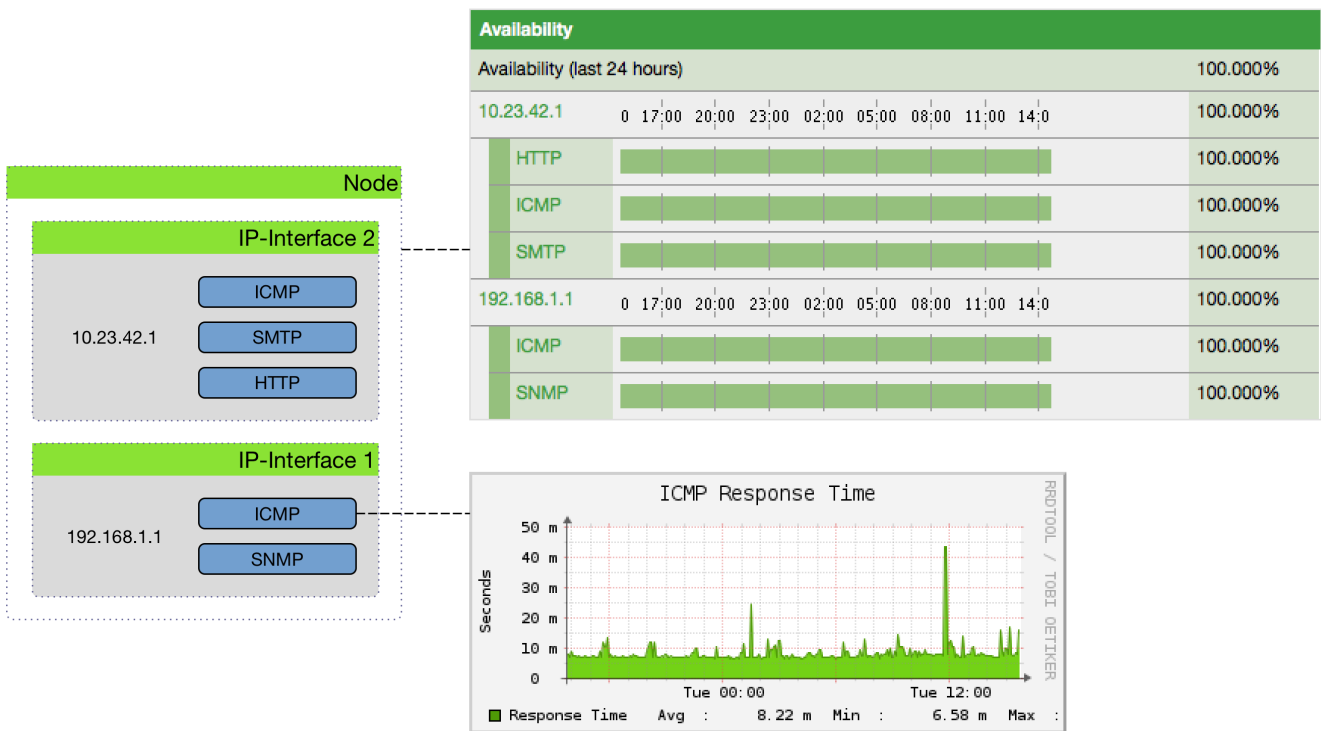 Node
IP-Interface 2
10.23.42.1
ICMP
SMTP
HTTP
IP-Interface 1
192.168.1.1
ICMP
SNMP
Availability
Availability (last 24 hours) 100.000%
10.23.42.1 0 17:00 20:00 23:00 02:00 05:00 08:00 11:00 14:0 100.000%
HTTP 100.000%
ICMP 100.000%
SMTP 100.000%
192.168.1.1 0 17:00 20:00 23:00 02:00 05:00 08:00 11:00 14:0 100.000%
ICMP 100.000%
SNMP 100.000%
ICMP Response Time
RRDTOOL / TOBI OETIKER
Seconds
50 m
40 m
30 m
20 m
10 m
0
Tue 00:00 Tue 12:00
Response Time Avg : 8.22 m Min : 6.58 m Max :